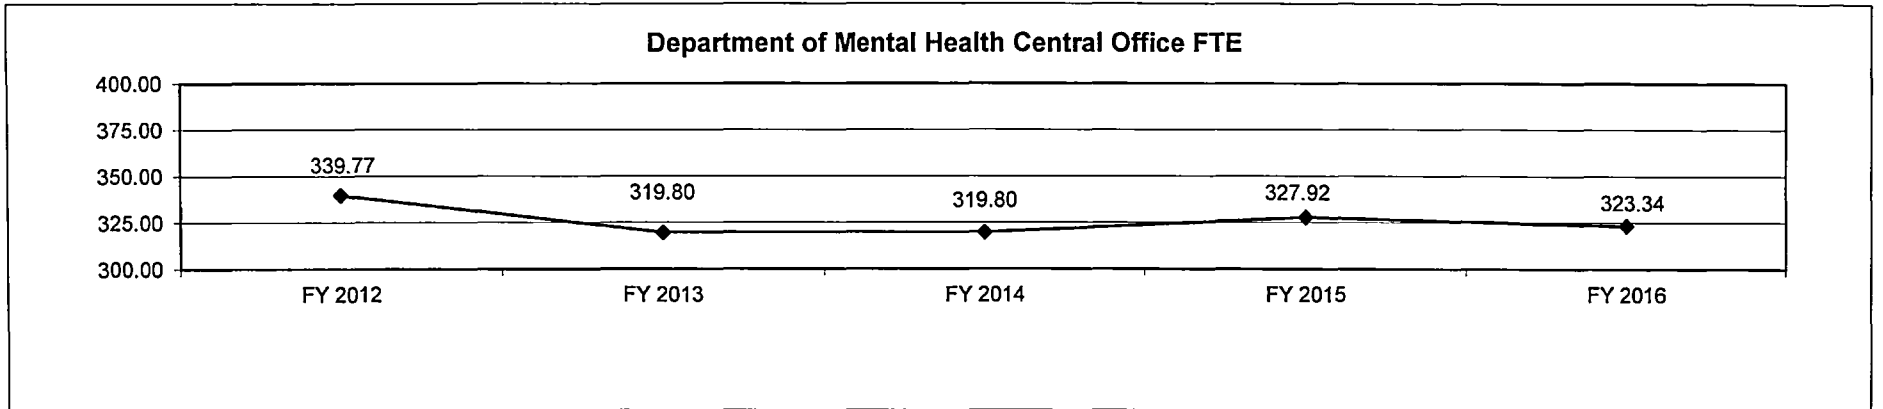 Department of Mental Health Central Office FTE
400.00
375.00
350.00
325.00
300.00
339.77
319.80
319.80
327.92
323.34
FY 2012
FY 2013
FY 2014
FY 2015
FY 2016